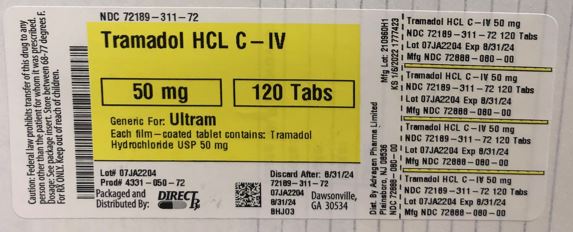 Caution: Federal law prohibits transfer of this drug to any
person other than the patient for whom it was prescribed.
Dosage: See package insert. Store between 68-77 degrees F.
For RX ONLY. Keep out of reach of children.
NDC 72189-311-72
Tramadol HCL C-IV
50 mg
120 Tabs
Generic For: Ultram
Each film-coated tablet contains: Tramadol
Hydrochloride USP 50 mg
Lot# 07JA2204
Prod# 4331-050-72
Packaged and
Distributed By:
DIRECT Rx
Discard After: 8/31/24
72189-311-72
07JA2204
8/31/24
BHJ03
Dawsonville,
GA 30534
Mfg Lot: 210960H1
KS 1/6/2022 1777423
Dist. By Advagen Pharma Limited
Plainsboro, NJ 08536
NDC 72888-080-00
Tramadol HCL C-IV 50 mg
NDC 72189-311-72 120 Tabs
Lot 07JA2204 Exp 8/31/24
Mfg NDC 72888-080-00
Tramadol HCL C-IV 50 mg
NDC 72189-311-72 120 Tabs
Lot 07JA2204 Exp 8/31/24
Mfg NDC 72888-080-00
Tramadol HCL C-IV 50 mg
NDC 72189-311-72 120 Tabs
Lot 07JA2204 Exp 8/31/24
Mfg NDC 72888-080-00
Tramadol HCL C-IV 50 mg
NDC 72189-311-72 120 Tabs
Lot 07JA2204 Exp 8/31/24
Mfg NDC 72888-080-00